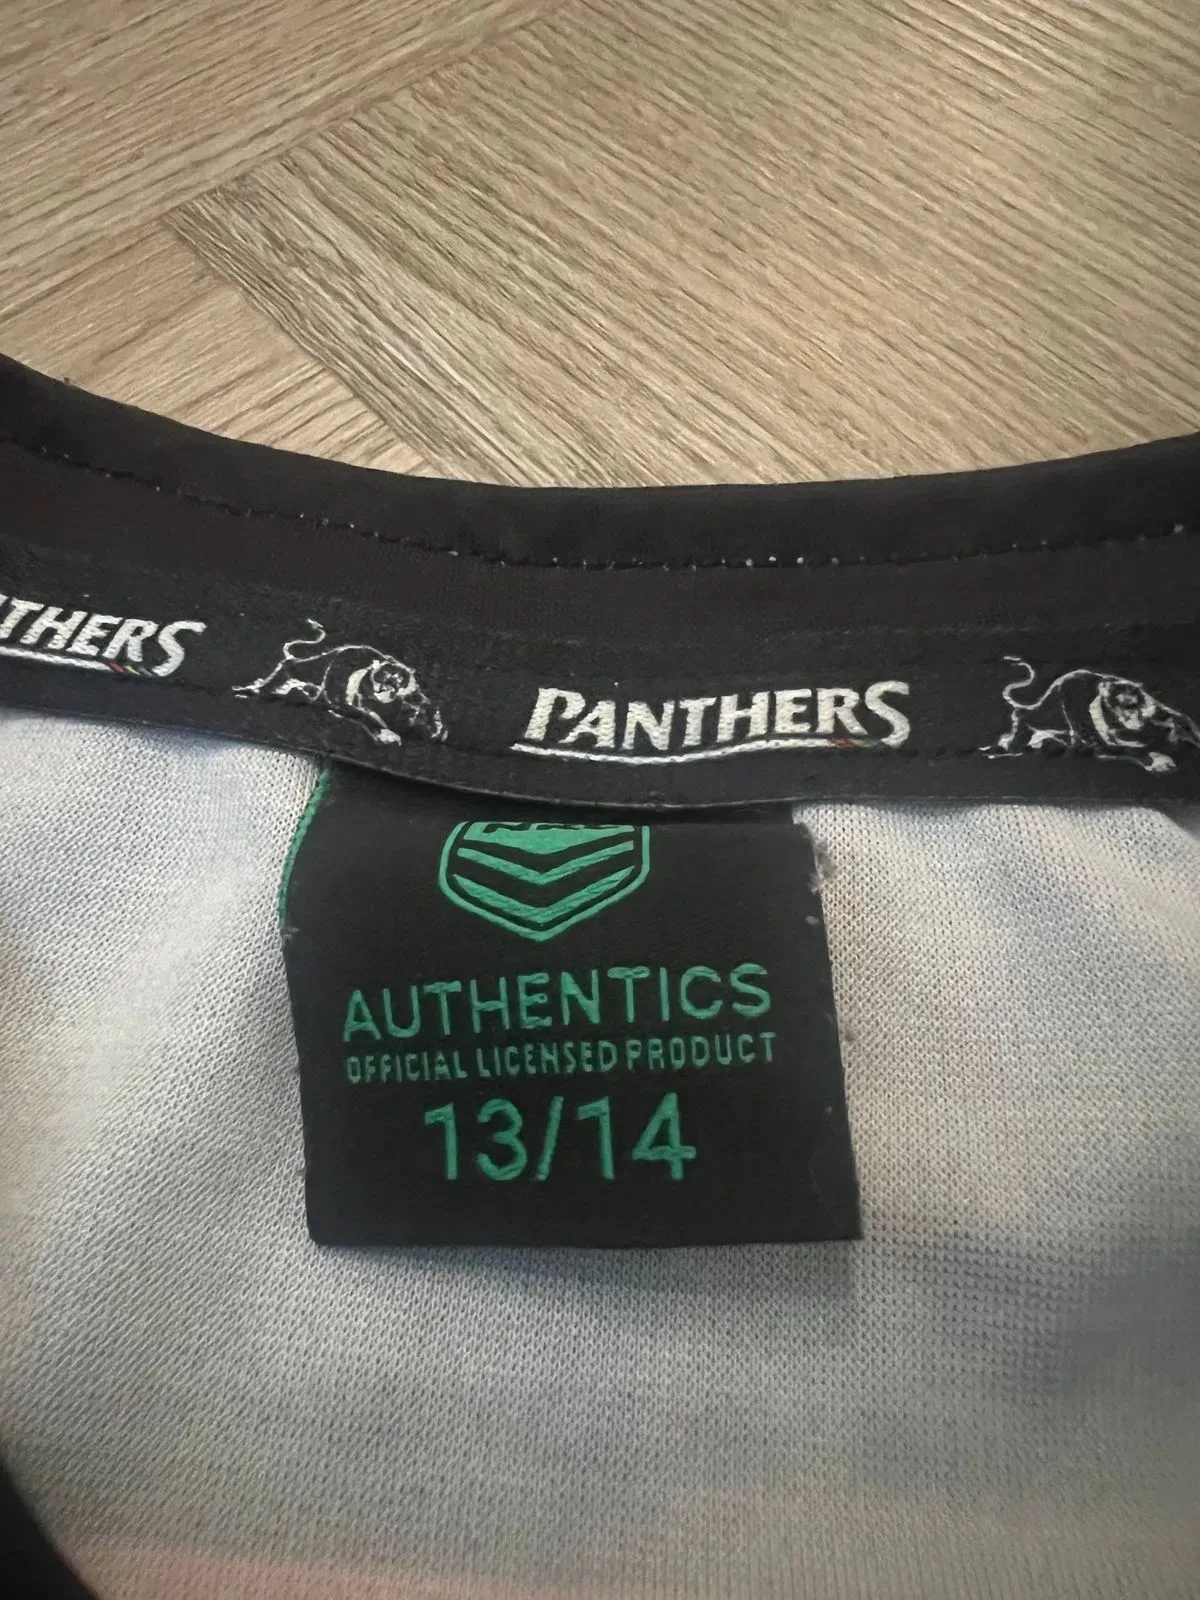 THERS PANTHERS
AUTHENTICS
OFFICIAL LICENSED PRODUCT
13/14